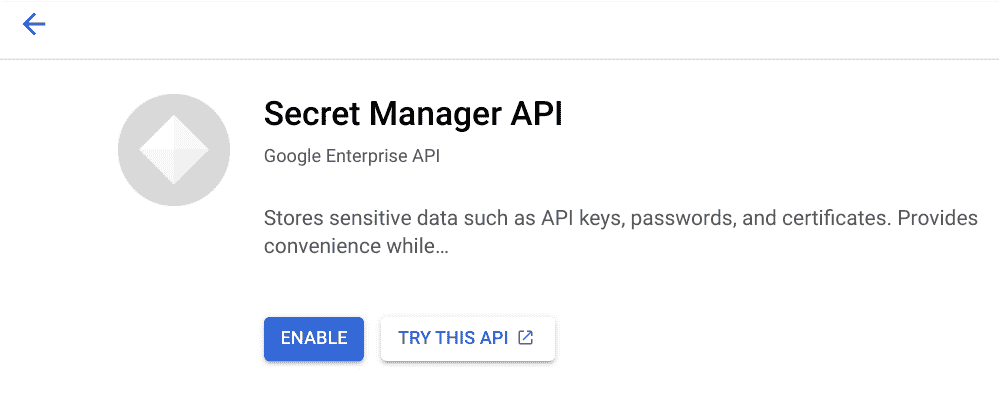 Secret Manager API
Google Enterprise API
Stores sensitive data such as API keys, passwords, and certificates. Provides
convenience while…
ENABLE TRY THIS API